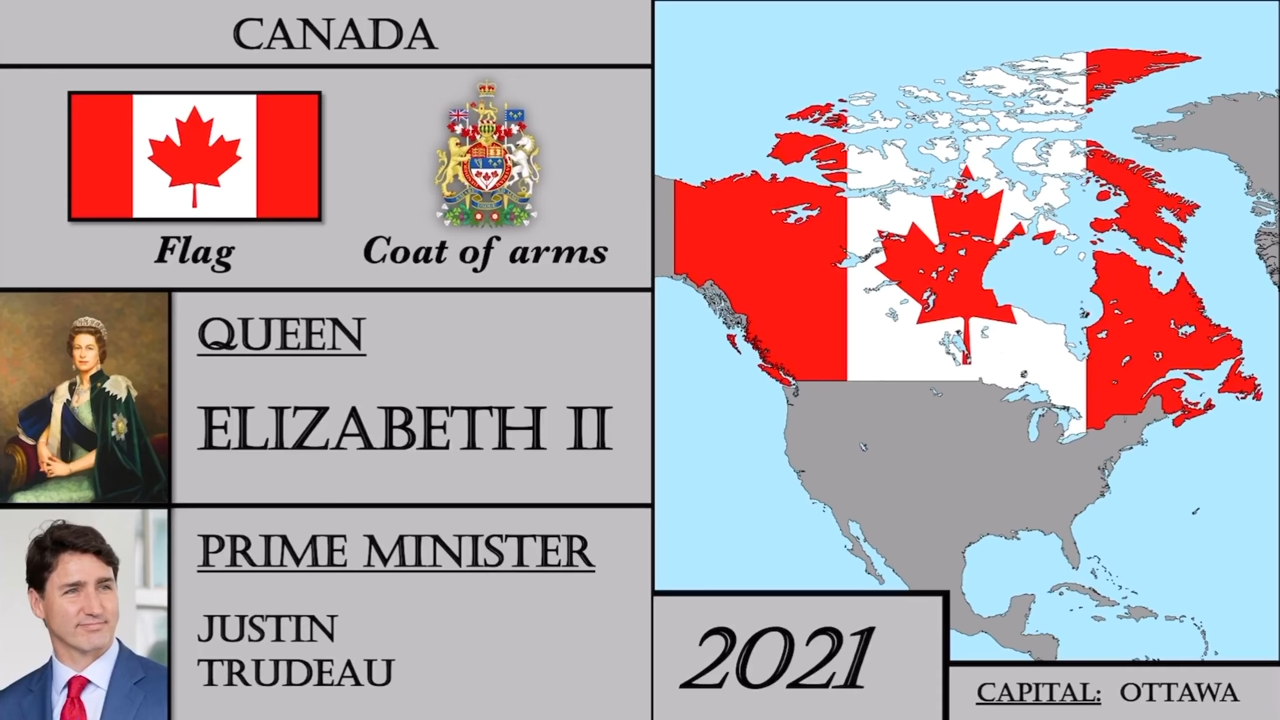 CANADA
Flag
Coat of arms
QUEEN
ELIZABETH II
PRIME MINISTER
JUSTIN
TRUDEAU
2021
CAPITAL: OTTAWA